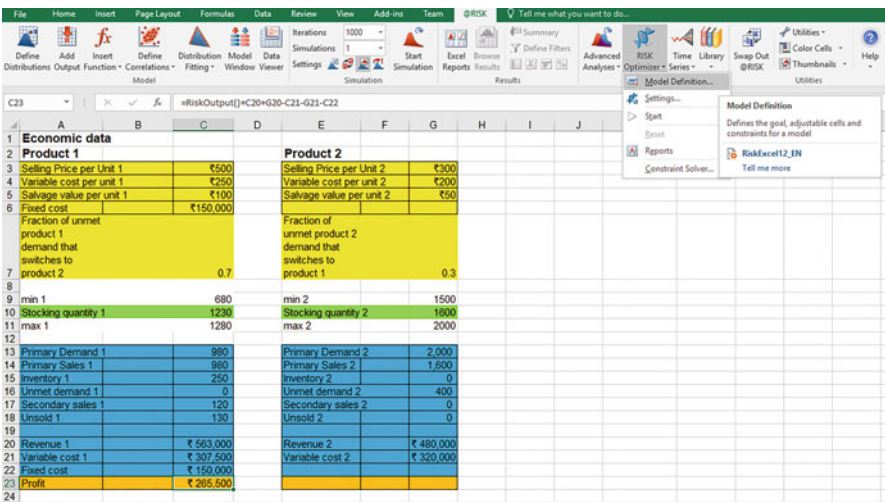 File Home Insert Page Layout Formulas Data Review View Add-ins Team @RISK Tell me what you want to do...
Define Distributions
Add Output
Insert Function
Define Correlations
Distribution Fitting
Model Window
Data Viewer
Iterations 1000
Simulations 1
Settings
Start Simulation
Excel Reports
Browse Results
Summary
Define Filters
Advanced Analyses
RISK Optimizer
Time Series
Library
Swap Out @RISK
Utilities
Color Cells
Thumbnails
Help
Model Simulation Results Utilities
Model Definition...
Settings...
Start
Reset
Reports
Constraint Solver...
Model Definition
Defines the goal, adjustable cells and
constraints for a model
RiskExcel12_EN
Tell me more
C23 fx =RiskOutput()+C20+G20-C21-G21-C22
A B C D E F G H I J
1 Economic data
2 Product 1 Product 2
3 Selling Price per Unit 1 ₹500 Selling Price per Unit 2 ₹300
4 Variable cost per unit 1 ₹250 Variable cost per unit 2 ₹200
5 Salvage value per unit 1 ₹100 Salvage value per unit 2 ₹50
6 Fixed cost ₹150,000
Fraction of unmet
product 1
demand that
switches to
7 product 2 0.7
Fraction of
unmet product 2
demand that
switches to
product 1 0.3
8
9 min 1 680 min 2 1500
10 Stocking quantity 1 1230 Stocking quantity 2 1600
11 max 1 1280 max 2 2000
12
13 Primary Demand 1 980 Primary Demand 2 2,000
14 Primary Sales 1 980 Primary Sales 2 1,600
15 Inventory 1 250 Inventory 2 0
16 Unmet demand 1 0 Unmet demand 2 400
17 Secondary sales 1 120 Secondary sales 2 0
18 Unsold 1 130 Unsold 2 0
19
20 Revenue 1 ₹ 563,000 Revenue 2 ₹ 480,000
21 Variable cost 1 ₹ 307,500 Variable cost 2 ₹ 320,000
22 Fixed cost ₹ 150,000
23 Profit ₹ 265,500
24